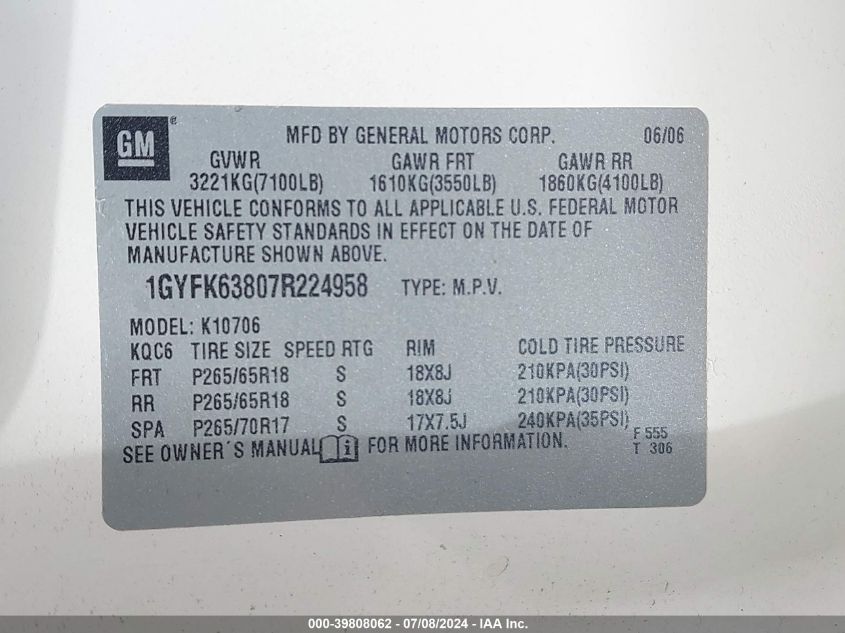 GM®
MFD BY GENERAL MOTORS CORP. 06/06
GVWR GAWR FRT GAWR RR
3221KG(7100LB) 1610KG(3550LB) 1860KG(4100LB)
THIS VEHICLE CONFORMS TO ALL APPLICABLE U.S. FEDERAL MOTOR
VEHICLE SAFETY STANDARDS IN EFFECT ON THE DATE OF
MANUFACTURE SHOWN ABOVE.
1GYFK63807R224958 TYPE: M.P.V.
MODEL: K10706
KQC6 TIRE SIZE SPEED RTG RIM COLD TIRE PRESSURE
FRT P265/65R18 S 18X8J 210KPA(30PSI)
RR P265/65R18 S 18X8J 210KPA(30PSI)
SPA P265/70R17 S 17X7.5J 240KPA(35PSI)
SEE OWNER´S MANUAL i FOR MORE INFORMATION.
F 555
T 306
000-39808062 - 07/08/2024 - IAA Inc.